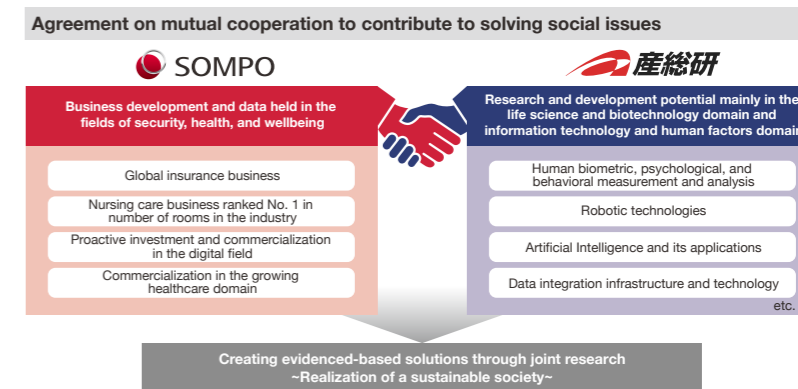 Agreement on mutual cooperation to contribute to solving social issues
SOMPO
産総研
Business development and data held in the
fields of security, health, and wellbeing
Research and development potential mainly in the
life science and biotechnology domain and
information technology and human factors domain
Global insurance business
Nursing care business ranked No. 1 in
number of rooms in the industry
Proactive investment and commercialization
in the digital field
Commercialization in the growing
healthcare domain
Human biometric, psychological, and
behavioral measurement and analysis
Robotic technologies
Artificial Intelligence and its applications
Data integration infrastructure and technology
etc.
Creating evidenced-based solutions through joint research
~Realization of a sustainable society~